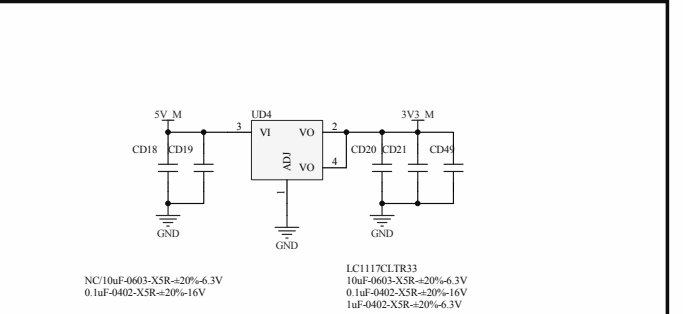 5V_M
UD4
3V3_M
3
VI
VO
2
CD18
CD19
ADJ
VO
4
CD20
CD21
CD49
1
GND
GND
GND
LC1117CLTR33
NC/10uF-0603-X5R-±20%-6.3V
10uF-0603-X5R-±20%-6.3V
0.1uF-0402-X5R-±20%-16V
0.1uF-0402-X5R-±20%-16V
1uF-0402-X5R-±20%-6.3V